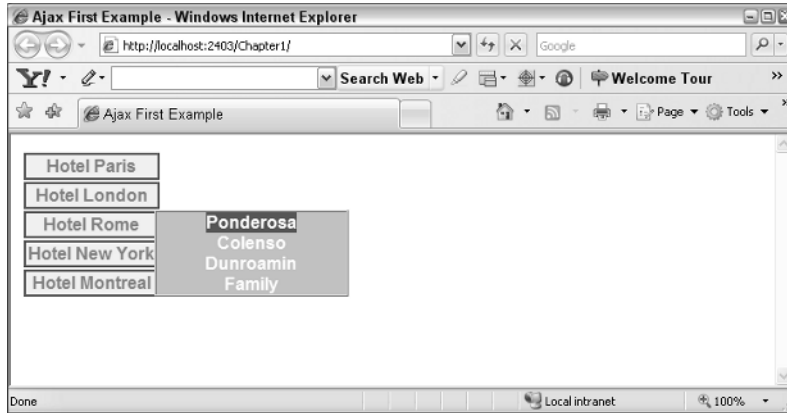 Ajax First Example - Windows Internet Explorer
http://localhost:2403/Chapter1/
Google
Y! Search Web Welcome Tour >>
Ajax First Example
Page Tools
Hotel Paris
Hotel London
Hotel Rome
Hotel New York
Hotel Montreal
Ponderosa
Colenso
Dunroamin
Family
Done
Local intranet
100%